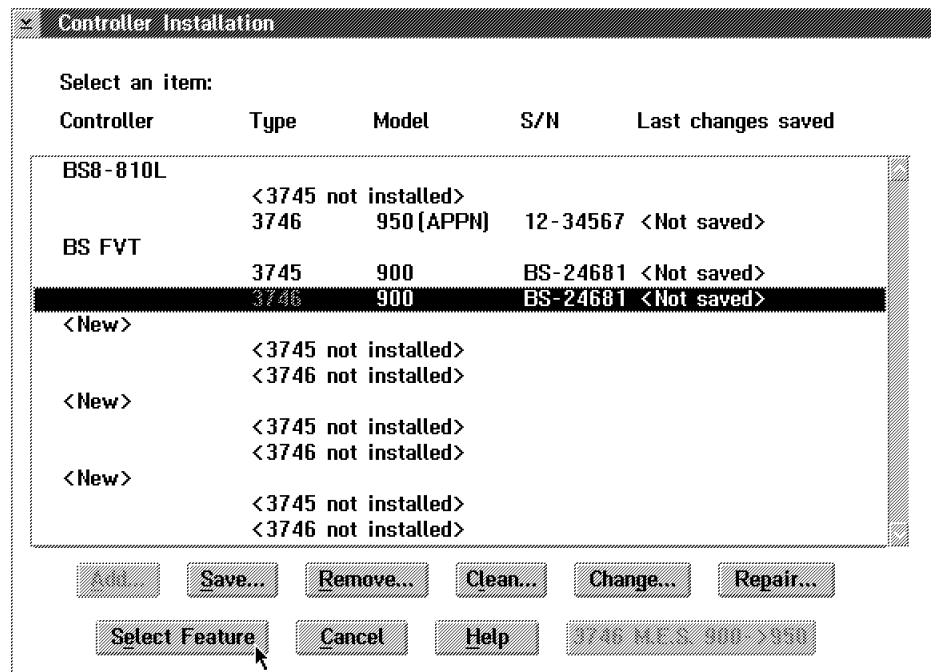 Controller Installation
Select an item:
Controller Type Model S/N Last changes saved
BS8-810L
<3745 not installed>
3746 950(APPN) 12-34567 <Not saved>
BS FVT
3745 900 BS-24681 <Not saved>
3746 900 BS-24681 <Not saved>
<New>
<3745 not installed>
<3746 not installed>
<New>
<3745 not installed>
<3746 not installed>
<New>
<3745 not installed>
<3746 not installed>
Add... Save... Remove... Clean... Change... Repair...
Select Feature Cancel Help 3746 M.E.S. 900->950